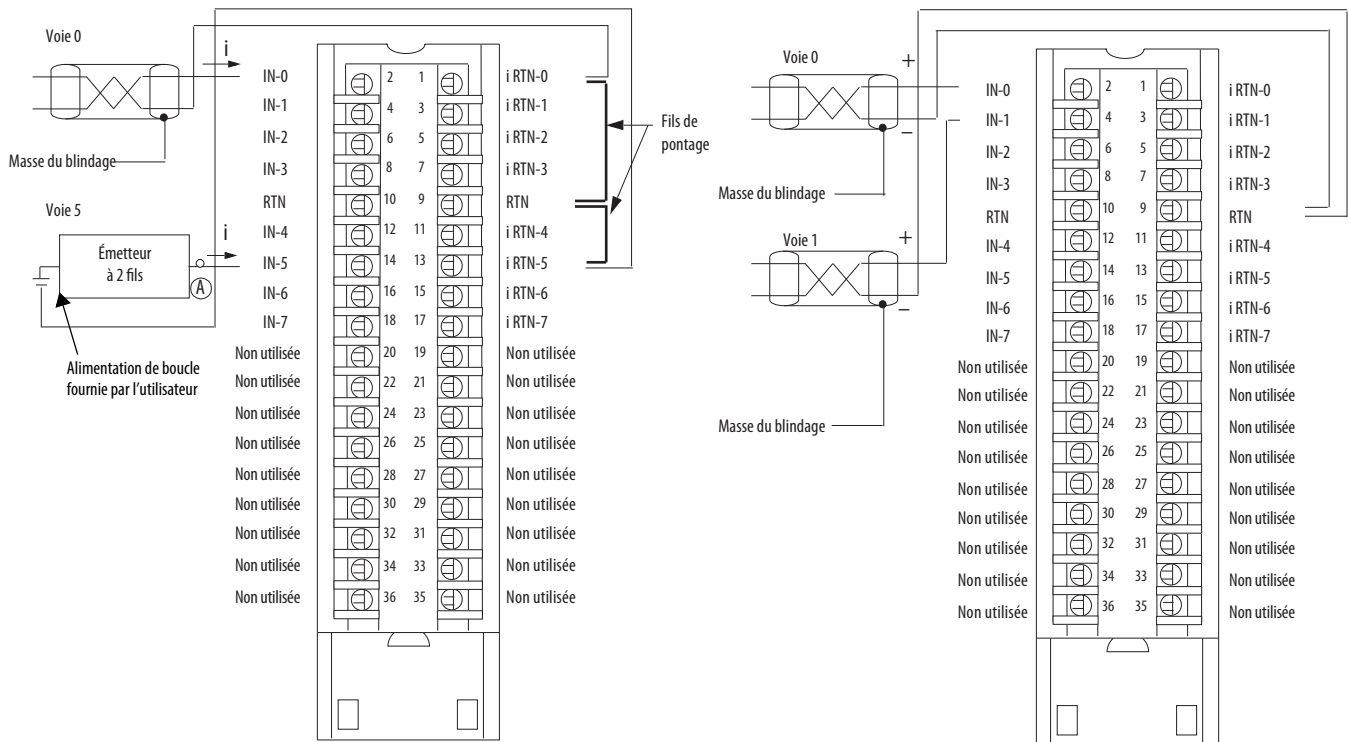 Voie 0
i
IN-0 2 1 i RTN-0
IN-1 4 3 i RTN-1
IN-2 6 5 i RTN-2
Fils de
pontage
Masse du blindage
IN-3 8 7 i RTN-3
RTN 10 9 RTN
Voie 5
i
IN-4 12 11 i RTN-4
Émetteur
à 2 fils
A
IN-5 14 13 i RTN-5
IN-6 16 15 i RTN-6
IN-7 18 17 i RTN-7
Alimentation de boucle
fournie par l'utilisateur
Non utilisée 20 19 Non utilisée
Non utilisée 22 21 Non utilisée
Non utilisée 24 23 Non utilisée
Non utilisée 26 25 Non utilisée
Non utilisée 28 27 Non utilisée
Non utilisée 30 29 Non utilisée
Non utilisée 32 31 Non utilisée
Non utilisée 34 33 Non utilisée
Non utilisée 36 35 Non utilisée
Voie 0
+
IN-0 2 1 i RTN-0
IN-1 4 3 i RTN-1
–
IN-2 6 5 i RTN-2
Masse du blindage
IN-3 8 7 i RTN-3
RTN 10 9 RTN
Voie 1
+
IN-4 12 11 i RTN-4
IN-5 14 13 i RTN-5
IN-6 16 15 i RTN-6
–
IN-7 18 17 i RTN-7
Non utilisée 20 19 Non utilisée
Non utilisée 22 21 Non utilisée
Masse du blindage
Non utilisée 24 23 Non utilisée
Non utilisée 26 25 Non utilisée
Non utilisée 28 27 Non utilisée
Non utilisée 30 29 Non utilisée
Non utilisée 32 31 Non utilisée
Non utilisée 34 33 Non utilisée
Non utilisée 36 35 Non utilisée